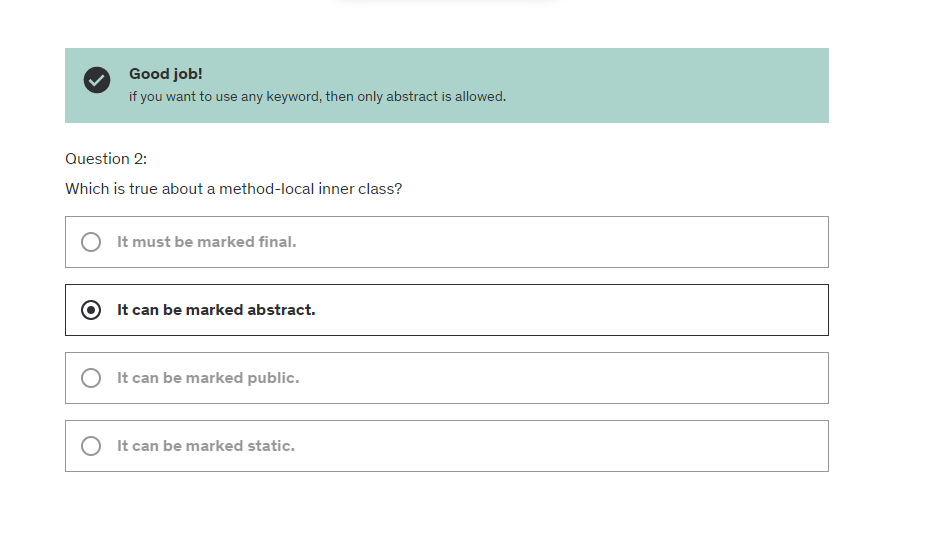 Good job!
if you want to use any keyword, then only abstract is allowed.
Question 2:
Which is true about a method-local inner class?
It must be marked final.
It can be marked abstract.
It can be marked public.
It can be marked static.